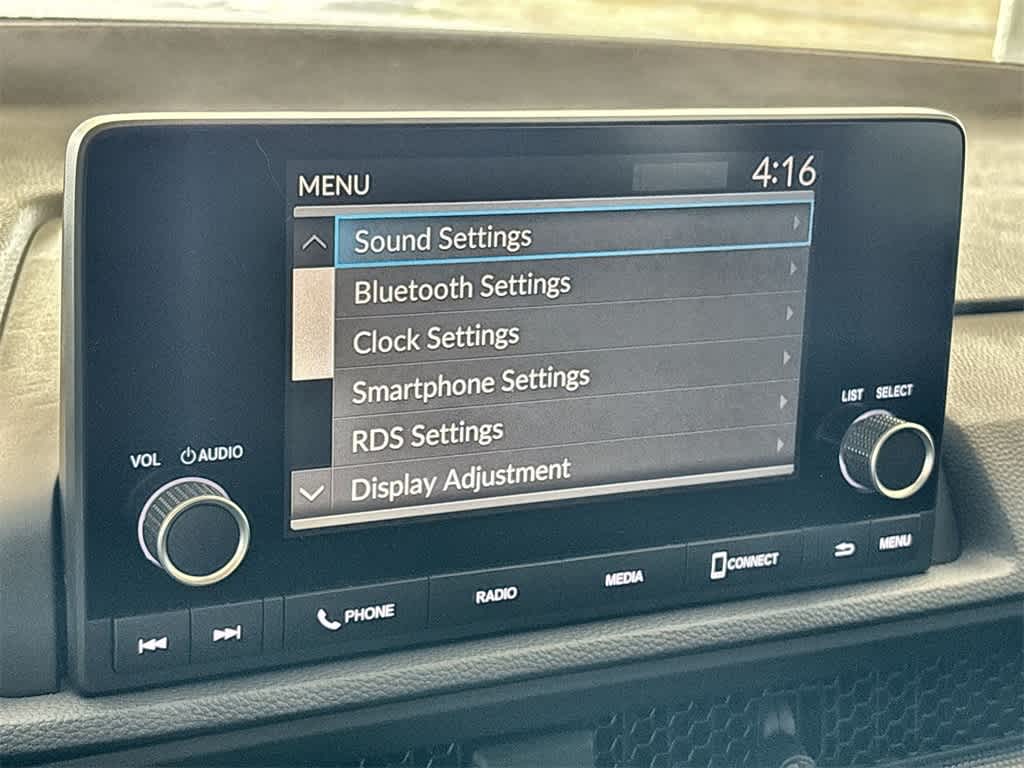 MENU 4:16
Sound Settings
Bluetooth Settings
Clock Settings
Smartphone Settings
RDS Settings
Display Adjustment
LIST SELECT
VOL AUDIO
PHONE RADIO MEDIA CONNECT MENU